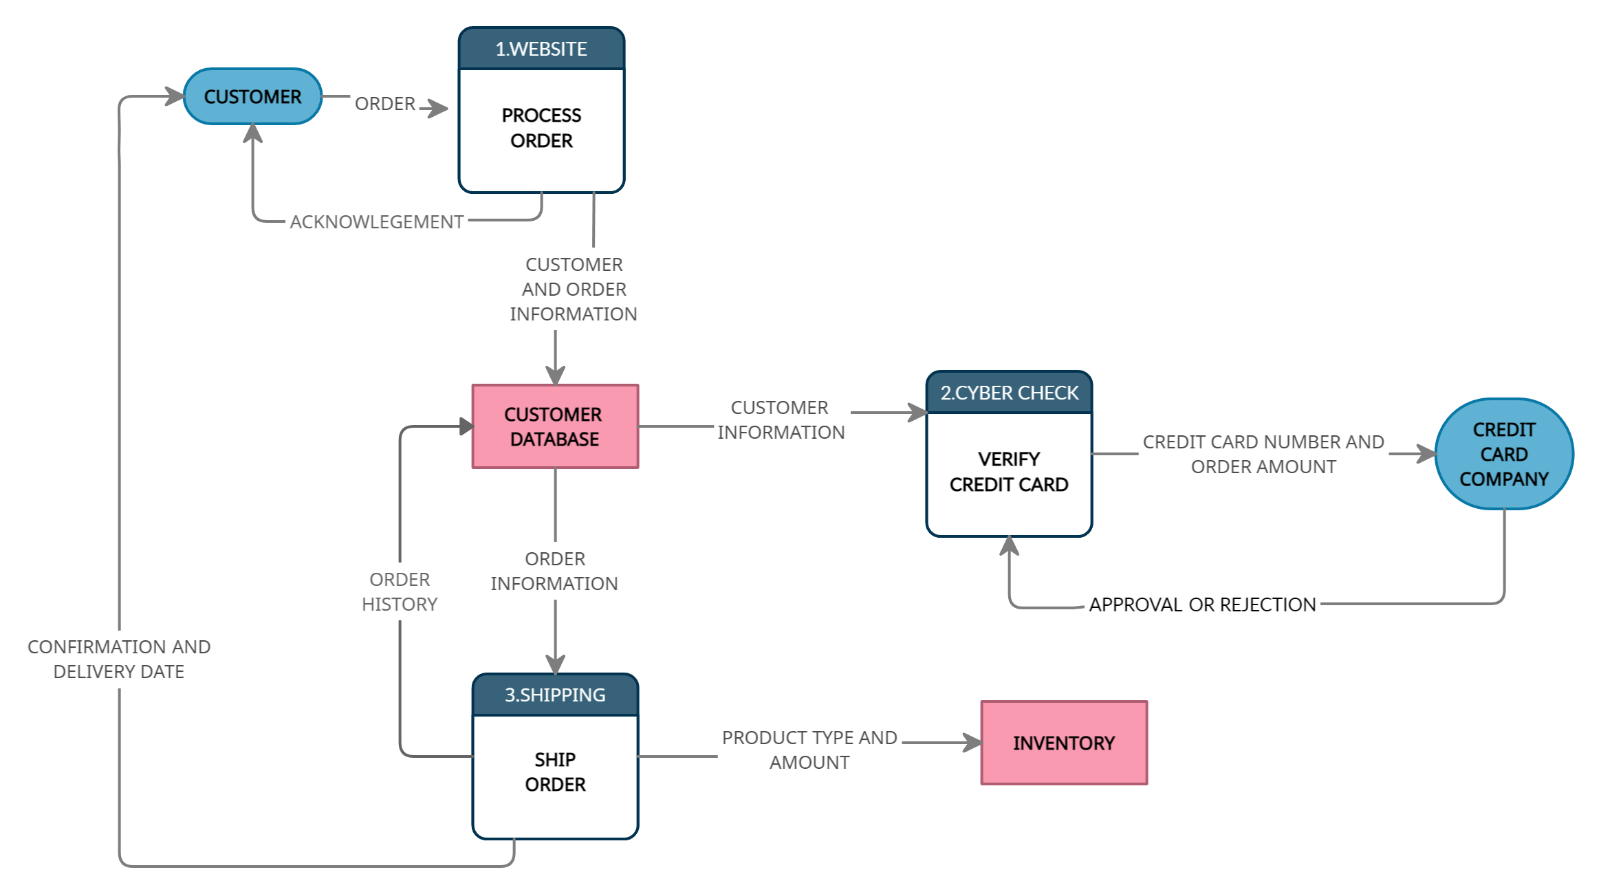 1.WEBSITE
CUSTOMER
ORDER
PROCESS
ORDER
ACKNOWLEGEMENT
CUSTOMER
AND ORDER
INFORMATION
CUSTOMER
DATABASE
CUSTOMER
INFORMATION
2.CYBER CHECK
VERIFY
CREDIT CARD
CREDIT CARD NUMBER AND
ORDER AMOUNT
CREDIT
CARD
COMPANY
APPROVAL OR REJECTION
ORDER
INFORMATION
ORDER
HISTORY
CONFIRMATION AND
DELIVERY DATE
3.SHIPPING
SHIP
ORDER
PRODUCT TYPE AND
AMOUNT
INVENTORY